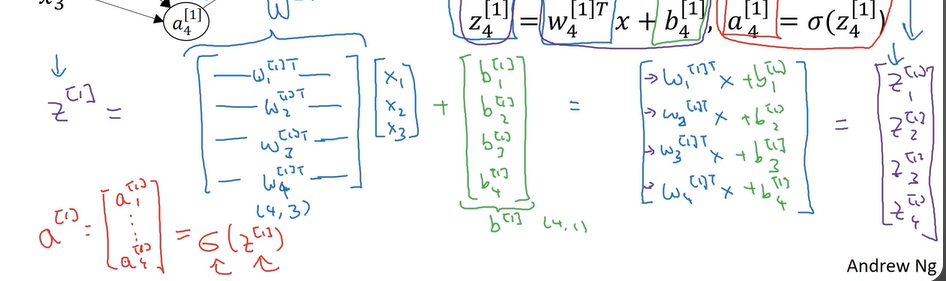 x₃ a₄^[1] W^[1] z₄^[1] = w₄^[1]T x + b₄^[1], a₄^[1] = σ(z₄^[1])
z^[1] = [ — w₁^[1]T — ; — w₂^[1]T — ; — w₃^[1]T — ; — w₄^[1]T — ] [ x₁ ; x₂ ; x₃ ] + [ b₁^[1] ; b₂^[1] ; b₃^[1] ; b₄^[1] ] = [ → w₁^[1]T x + b₁^[1] ; → w₂^[1]T x + b₂^[1] ; → w₃^[1]T x + b₃^[1] ; → w₄^[1]T x + b₄^[1] ] = [ z₁^[1] ; z₂^[1] ; z₃^[1] ; z₄^[1] ]
(4,3) b^[1] (4,1)
a^[1] = [ a₁^[1] ; ⋮ ; a₄^[1] ] = σ(z^[1])
Andrew Ng